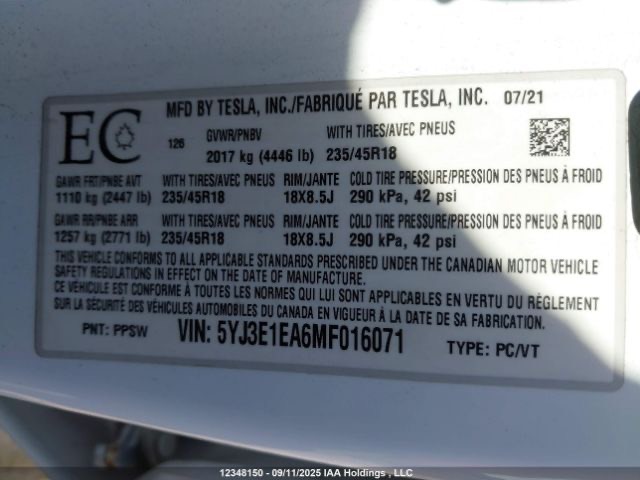 MFD BY TESLA, INC./FABRIQUÉ PAR TESLA, INC. 07/21
EC
126
GVWR/PNBV WITH TIRES/AVEC PNEUS
2017 kg (4446 lb) 235/45R18
GAWR FRT/PNBE AVT WITH TIRES/AVEC PNEUS RIM/JANTE COLD TIRE PRESSURE/PRESSION DES PNEUS À FROID
1110 kg (2447 lb) 235/45R18 18X8.5J 290 kPa, 42 psi
GAWR RR/PNBE ARR WITH TIRES/AVEC PNEUS RIM/JANTE COLD TIRE PRESSURE/PRESSION DES PNEUS À FROID
1257 kg (2771 lb) 235/45R18 18X8.5J 290 kPa, 42 psi
THIS VEHICLE CONFORMS TO ALL APPLICABLE STANDARDS PRESCRIBED UNDER THE CANADIAN MOTOR VEHICLE
SAFETY REGULATIONS IN EFFECT ON THE DATE OF MANUFACTURE.
CE VÉHICULE EST CONFORME À TOUTES LES NORMES QUI LUI SONT APPLICABLES EN VERTU DU RÉGLEMENT
SUR LA SÉCURITÉ DES VÉHICULES AUTOMOBILES DU CANADA EN VIGUEUR À LA DATE DE SA FABRICATION.
PNT: PPSW VIN: 5YJ3E1EA6MF016071 TYPE: PC/VT
12348150 - 09/11/2025 IAA Holdings , LLC